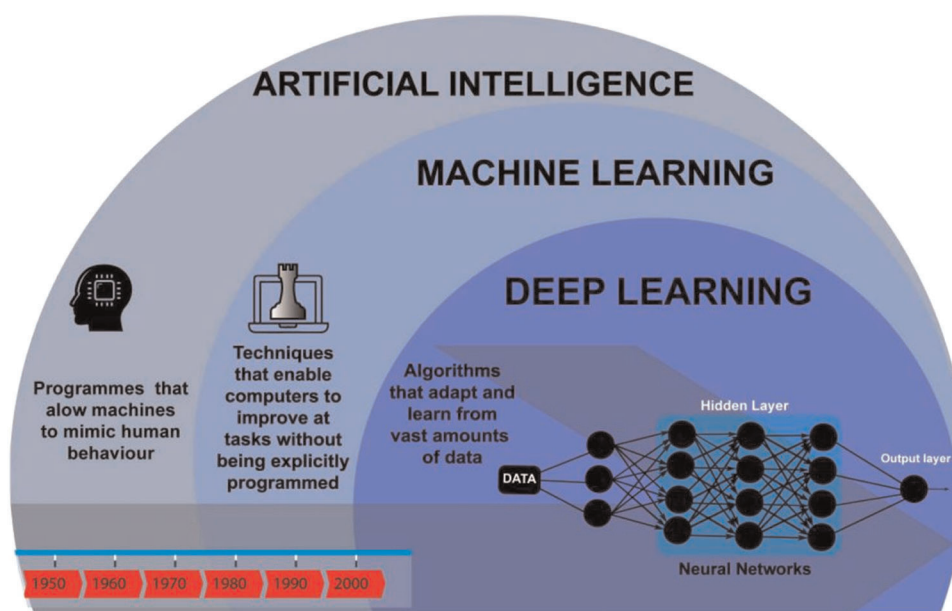 ARTIFICIAL INTELLIGENCE
MACHINE LEARNING
DEEP LEARNING
Programmes that
alow machines
to mimic human
behaviour
Techniques
that enable
computers to
improve at
tasks without
being explicitly
programmed
Algorithms
that adapt and
learn from
vast amounts
of data
Hidden Layer
Output layer
DATA
Neural Networks
1950 1960 1970 1980 1990 2000